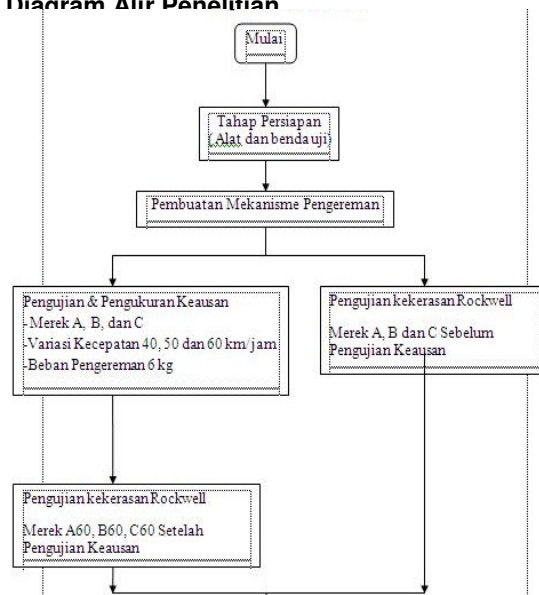 Diagram Alir Penelitian
Mulai
Tahap Persiapan
(Alat dan benda uji)
Pembuatan Mekanisme Pengereman
Pengujian & Pengukuran Keausan
- Merek A, B, dan C
-Variasi Kecepatan 40, 50 dan 60 km/jam
-Beban Pengereman 6 kg
Pengujian kekerasan Rockwell
Merek A, B dan C Sebelum
Pengujian Keausan
Pengujian kekerasan Rockwell
Merek A60, B60, C60 Setelah
Pengujian Keausan